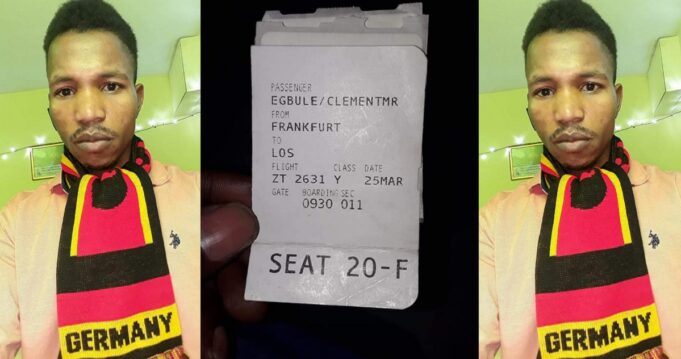 GERMANY
PASSENGER
EGBULE/CLEMENTMR
FROM
FRANKFURT
TO
LOS
FLIGHT CLASS DATE
ZT 2631 Y 25MAR
GATE BOARDING SEC
0930 011
SEAT 20-F
GERMANY